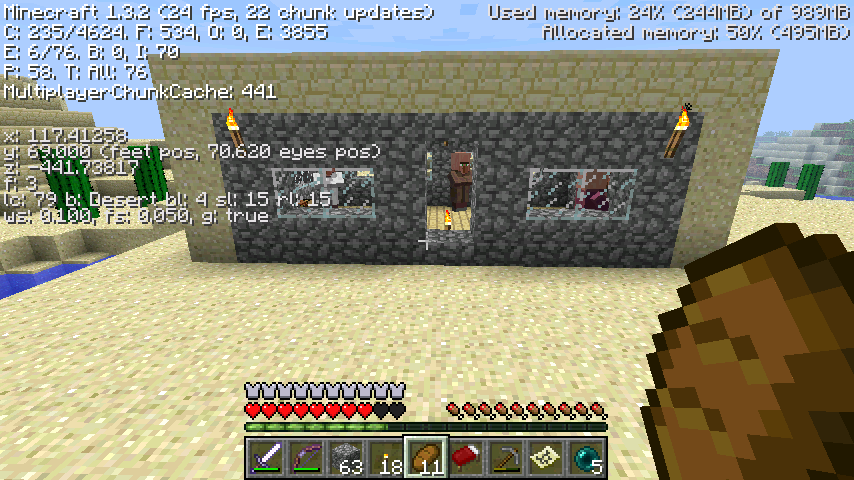 Minecraft 1.3.2 (24 fps, 22 chunk updates)
Used memory: 24% (244MB) of 989MB
C: 235/4624, F: 534, O: 0, E: 3855
Allocated memory: 50% (495MB)
E: 6/76, B: 0, I: 70
P: 58, T: All: 76
MultiplayerChunkCache: 441
x: 117.41258
y: 69.000 (feet pos, 70.620 eyes pos)
z: -441.73817
f: 3
lc: 79 b: Desert bl: 4 sl: 15 rl: 15
ws: 0.100, fs: 0.050, g: true
63 18 11 5